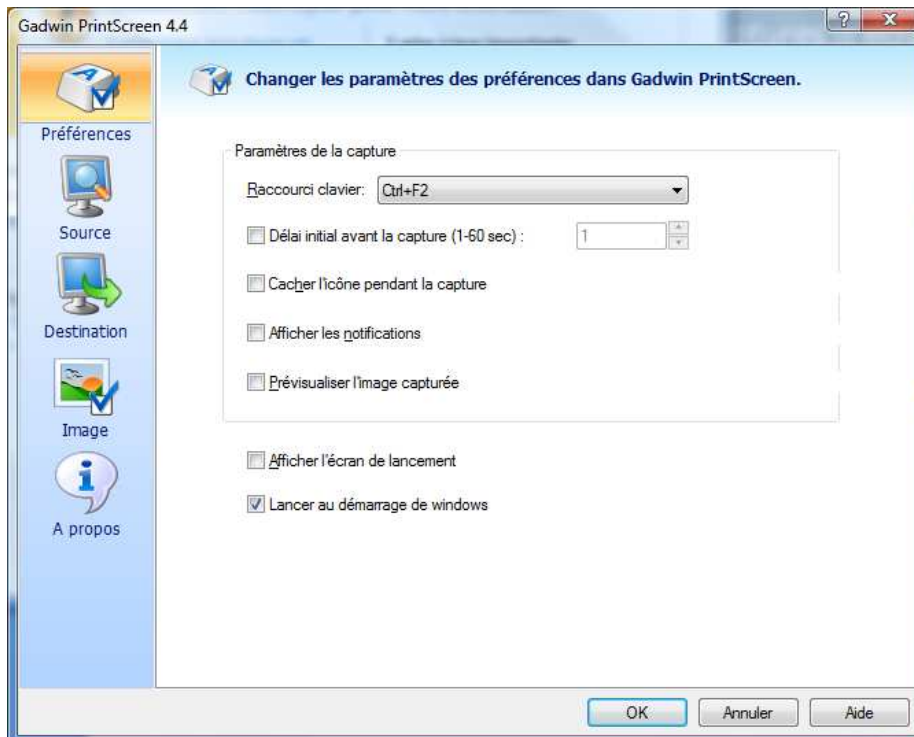 Gadwin PrintScreen 4.4
Préférences
Source
Destination
Image
A propos
Changer les paramètres des préférences dans Gadwin PrintScreen.
Paramètres de la capture
Raccourci clavier: Ctrl+F2
Délai initial avant la capture (1-60 sec) : 1
Cacher l'icône pendant la capture
Afficher les notifications
Prévisualiser l'image capturée
Afficher l'écran de lancement
Lancer au démarrage de windows
OK Annuler Aide